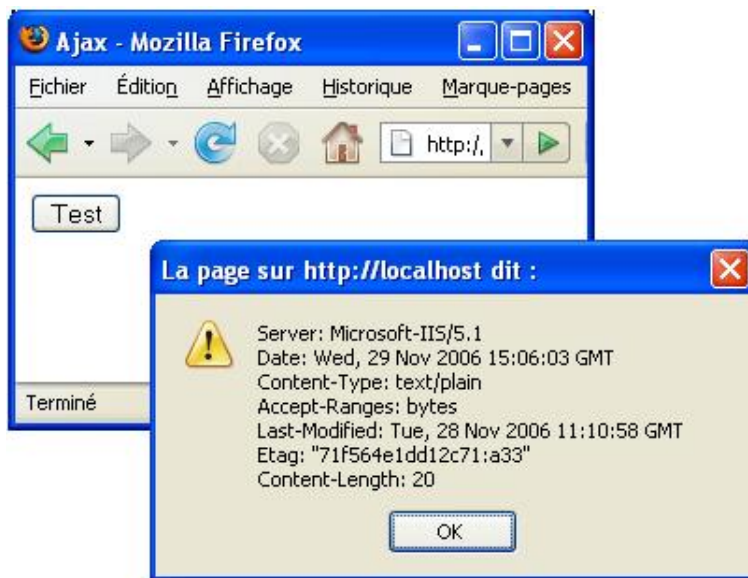 Ajax - Mozilla Firefox
Fichier Édition Affichage Historique Marque-pages
http:/,
Test
La page sur http://localhost dit :
Server: Microsoft-IIS/5.1
Date: Wed, 29 Nov 2006 15:06:03 GMT
Content-Type: text/plain
Accept-Ranges: bytes
Last-Modified: Tue, 28 Nov 2006 11:10:58 GMT
Etag: "71f564e1dd12c71:a33"
Content-Length: 20
Terminé
OK